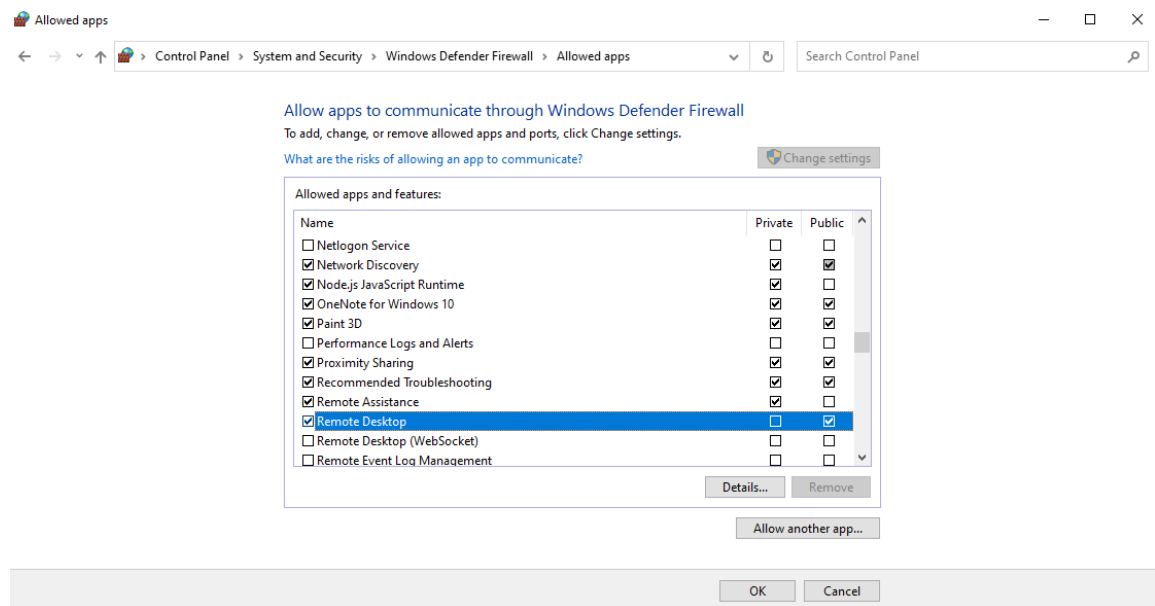 Allowed apps
Control Panel > System and Security > Windows Defender Firewall > Allowed apps
Search Control Panel
Allow apps to communicate through Windows Defender Firewall
To add, change, or remove allowed apps and ports, click Change settings.
What are the risks of allowing an app to communicate?
Change settings
Allowed apps and features:
Name Private Public
Netlogon Service
Network Discovery
Node.js JavaScript Runtime
OneNote for Windows 10
Paint 3D
Performance Logs and Alerts
Proximity Sharing
Recommended Troubleshooting
Remote Assistance
Remote Desktop
Remote Desktop (WebSocket)
Remote Event Log Management
Details... Remove
Allow another app...
OK Cancel